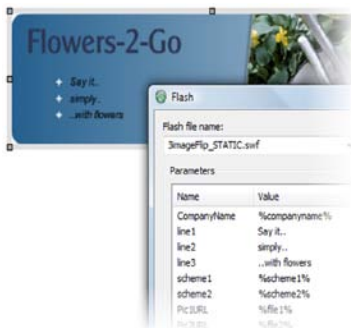 Flowers-2-Go
Say it..
simply..
..with flowers
Flash
Flash file name:
3imageFlip_STATIC.swf
Parameters
Name Value
CompanyName %companyname%
line1 Say it..
line2 simply..
line3 ..with flowers
scheme1 %scheme1%
scheme2 %scheme2%
Pic1URL %file1%